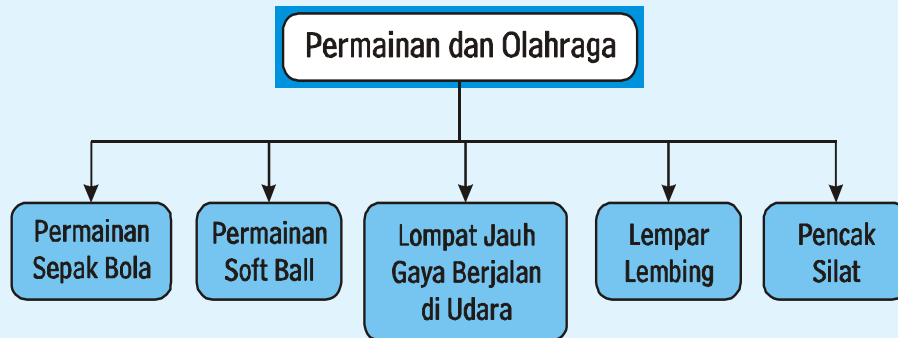 Permainan dan Olahraga
Permainan
Sepak Bola
Permainan
Soft Ball
Lompat Jauh
Gaya Berjalan
di Udara
Lempar
Lembing
Pencak
Silat